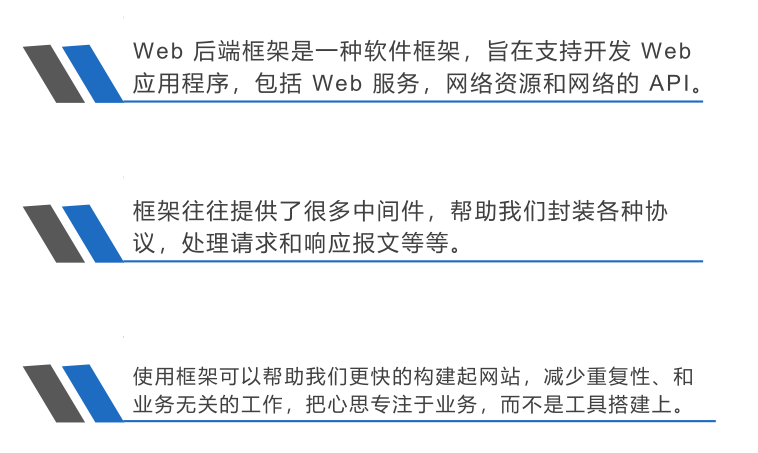 Web 后端框架是一种软件框架，旨在支持开发 Web
应用程序，包括 Web 服务，网络资源和网络的 API。
框架往往提供了很多中间件，帮助我们封装各种协
议，处理请求和响应报文等等。
使用框架可以帮助我们更快的构建起网站，减少重复性、和
业务无关的工作，把心思专注于业务，而不是工具搭建上。